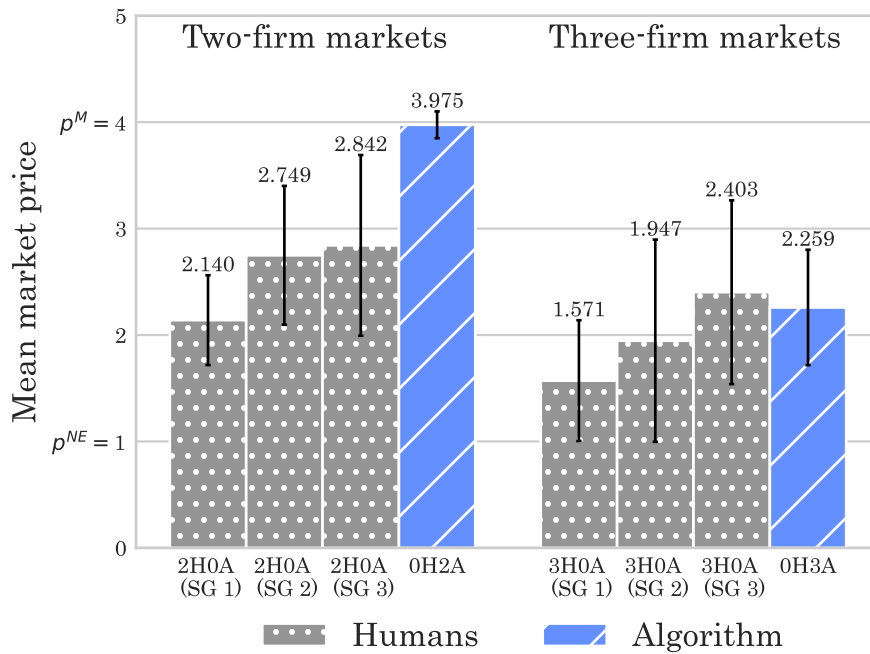 Two-firm markets Three-firm markets
Mean market price
5
p^M = 4
3
2
p^NE = 1
0
3.975
2.842
2.749
2.140
2.403
2.259
1.947
1.571
2H0A (SG 1)
2H0A (SG 2)
2H0A (SG 3)
0H2A
3H0A (SG 1)
3H0A (SG 2)
3H0A (SG 3)
0H3A
Humans Algorithm